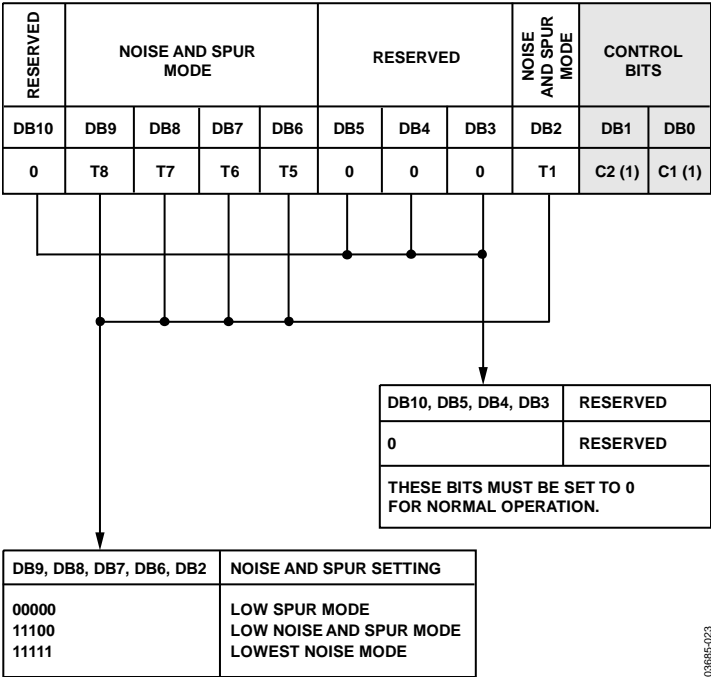 RESERVED
NOISE AND SPUR
MODE
RESERVED
NOISE
AND SPUR
MODE
CONTROL
BITS
DB10 DB9 DB8 DB7 DB6 DB5 DB4 DB3 DB2 DB1 DB0
0 T8 T7 T6 T5 0 0 0 T1 C2 (1) C1 (1)
DB10, DB5, DB4, DB3 RESERVED
0 RESERVED
THESE BITS MUST BE SET TO 0
FOR NORMAL OPERATION.
DB9, DB8, DB7, DB6, DB2 NOISE AND SPUR SETTING
00000 LOW SPUR MODE
11100 LOW NOISE AND SPUR MODE
11111 LOWEST NOISE MODE
03685-023